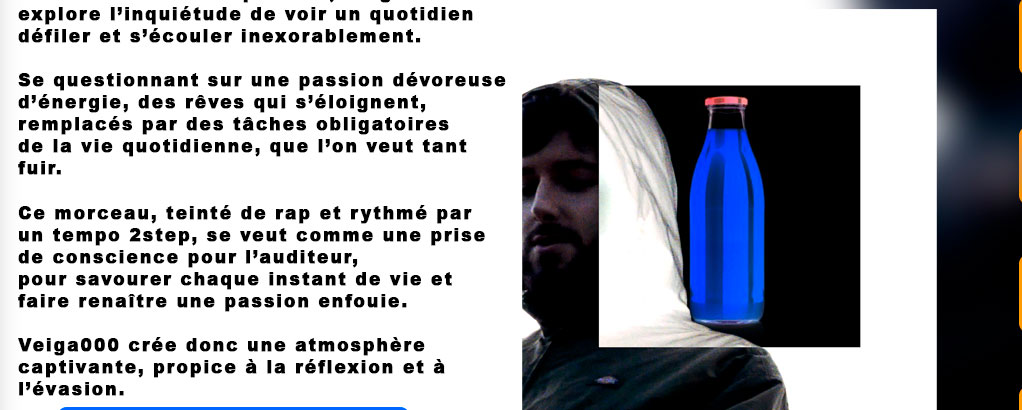 explore l’inquiétude de voir un quotidien
défiler et s’écouler inexorablement.
Se questionnant sur une passion dévoreuse
d’énergie, des rêves qui s’éloignent,
remplacés par des tâches obligatoires
de la vie quotidienne, que l’on veut tant
fuir.
Ce morceau, teinté de rap et rythmé par
un tempo 2step, se veut comme une prise
de conscience pour l’auditeur,
pour savourer chaque instant de vie et
faire renaître une passion enfouie.
Veiga000 crée donc une atmosphère
captivante, propice à la réflexion et à
l’évasion.